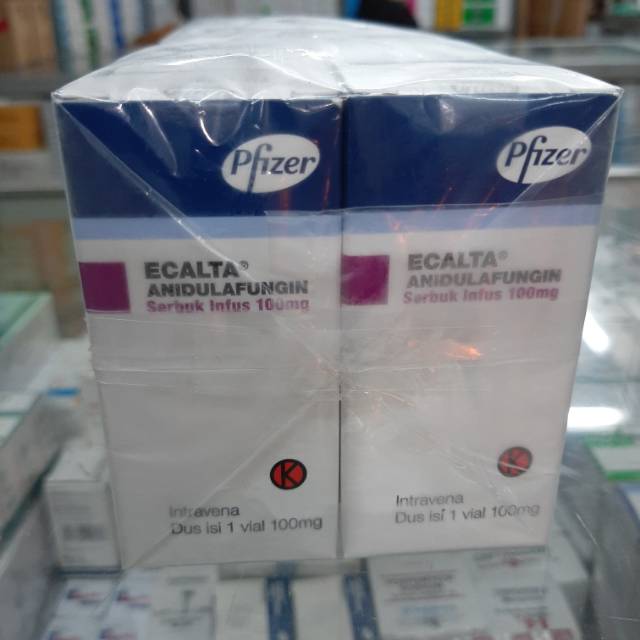 Pfizer
ECALTA®
ANIDULAFUNGIN
Serbuk Infus 100mg
K
Intravena
Dus isi 1 vial 100mg
Pfizer
ECALTA®
ANIDULAFUNGIN
Serbuk Infus 100mg
K
Intravena
Dus isi 1 vial 100mg